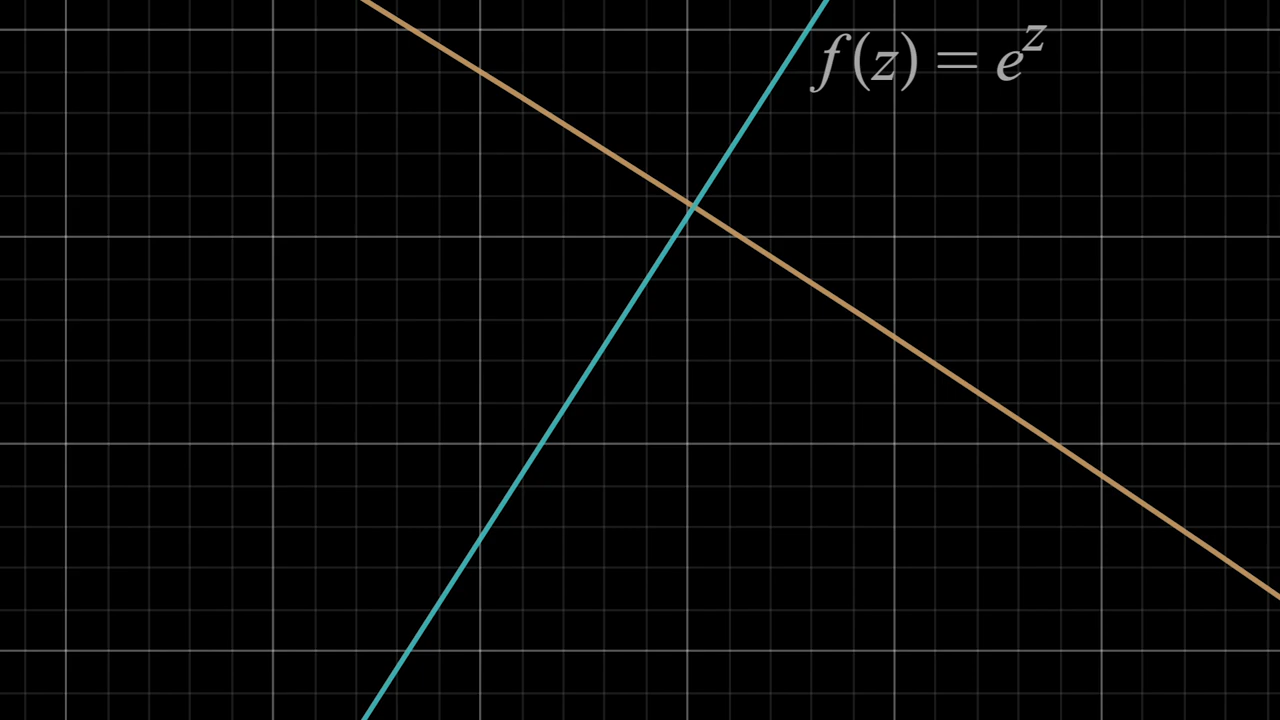 f(z) = e^z